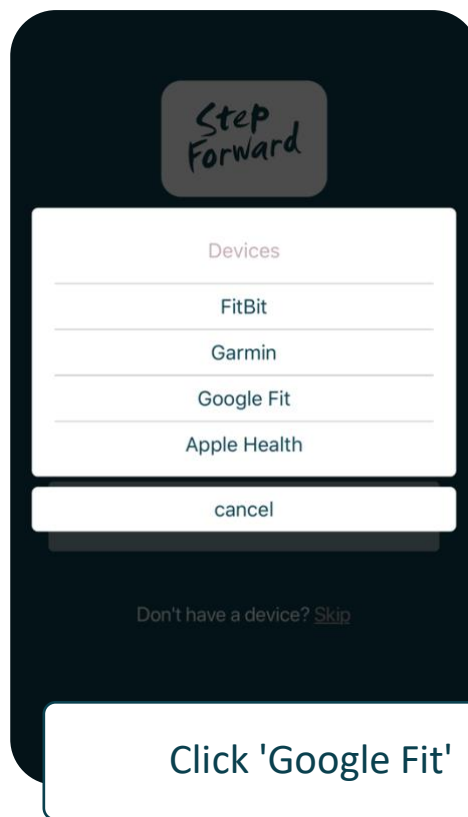 Step
Forward
Devices
FitBit
Garmin
Google Fit
Apple Health
cancel
Don't have a device? Skip
Click 'Google Fit'